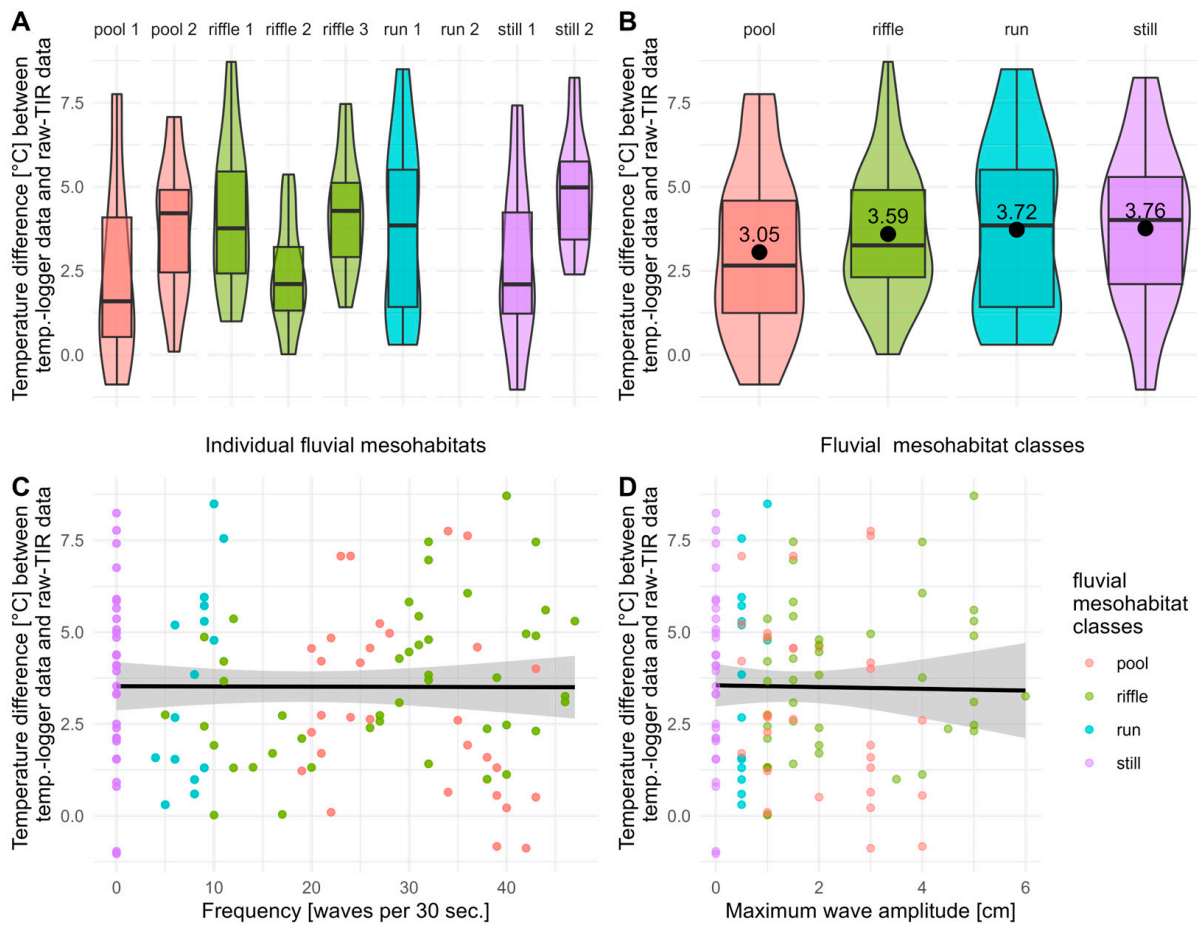 A
pool 1 pool 2 riffle 1 riffle 2 riffle 3 run 1 run 2 still 1 still 2
Temperature difference [°C] between
temp.-logger data and raw-TIR data
7.5
5.0
2.5
0.0
Individual fluvial mesohabitats
B
pool riffle run still
Temperature difference [°C] between
temp.-logger data and raw-TIR data
7.5
5.0
2.5
0.0
3.05 3.59 3.72 3.76
Fluvial mesohabitat classes
C
Temperature difference [°C] between
temp.-logger data and raw-TIR data
7.5
5.0
2.5
0.0
0 10 20 30 40
Frequency [waves per 30 sec.]
D
Temperature difference [°C] between
temp.-logger data and raw-TIR data
7.5
5.0
2.5
0.0
0 2 4 6
Maximum wave amplitude [cm]
fluvial
mesohabitat
classes
pool
riffle
run
still